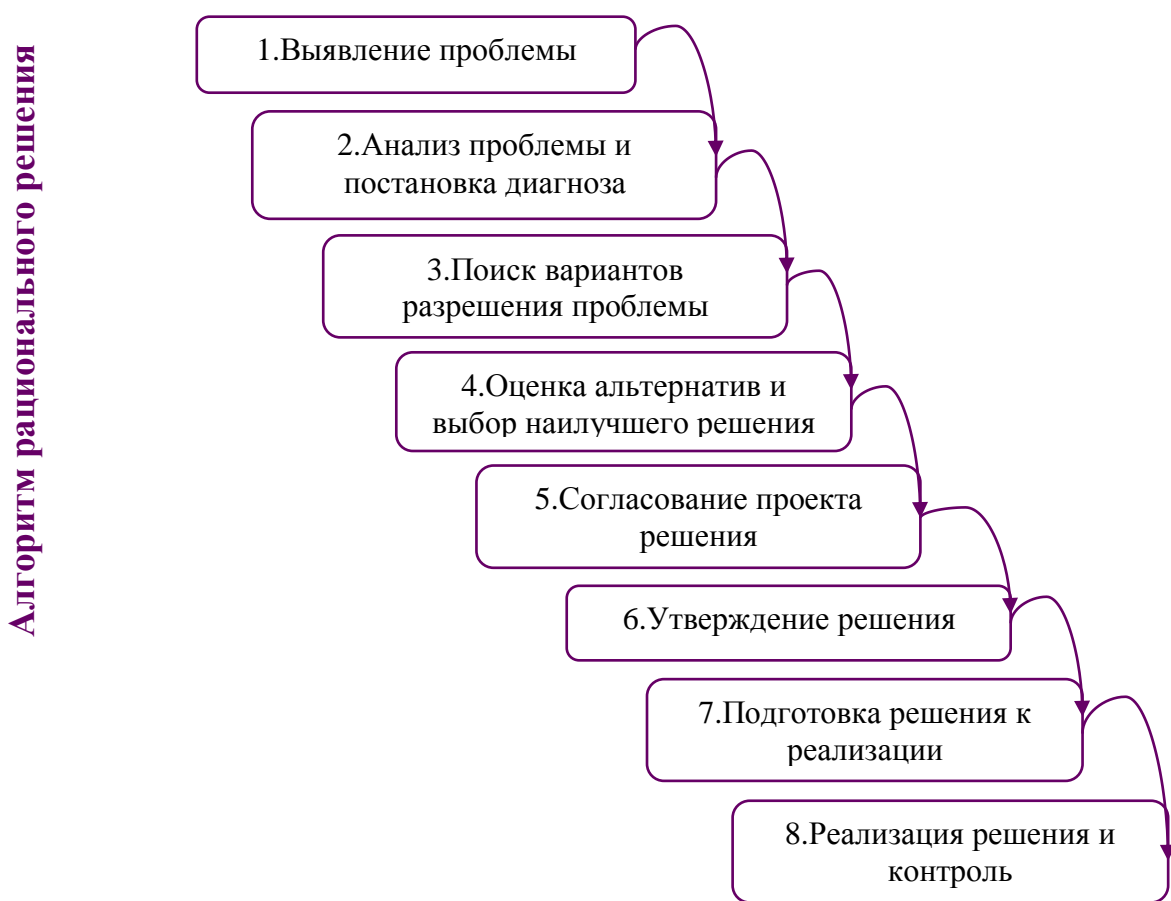 Алгоритм рационального решения
1.Выявление проблемы
2.Анализ проблемы и
постановка диагноза
3.Поиск вариантов
разрешения проблемы
4.Оценка альтернатив и
выбор наилучшего решения
5.Согласование проекта
решения
6.Утверждение решения
7.Подготовка решения к
реализации
8.Реализация решения и
контроль